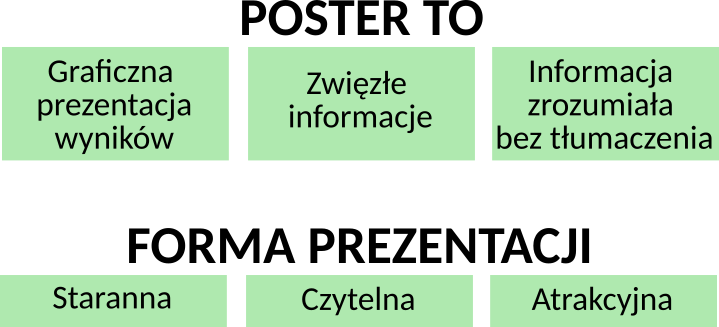 POSTER TO
Graficzna
prezentacja
wyników
Zwięzłe
informacje
Informacja
zrozumiała
bez tłumaczenia
FORMA PREZENTACJI
Staranna
Czytelna
Atrakcyjna